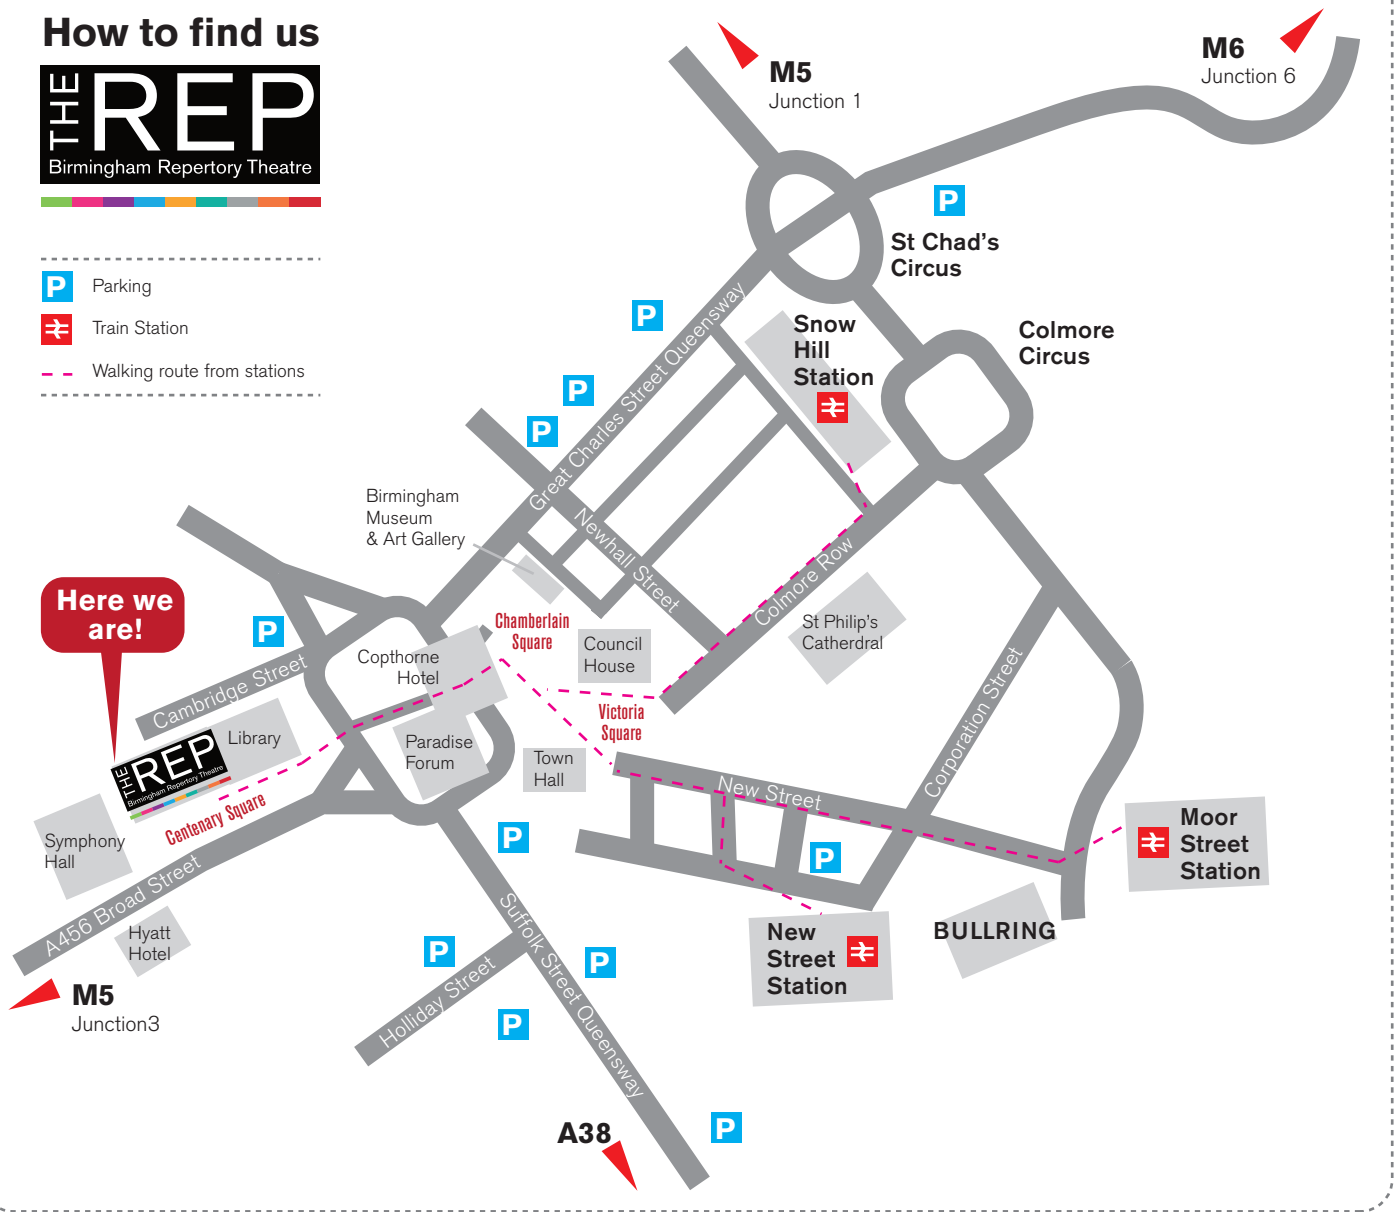 How to find us
THE REP
Birmingham Repertory Theatre
P Parking
Train Station
Walking route from stations
M5
Junction 1
M6
Junction 6
P
St Chad's
Circus
P
Snow
Hill
Station
Colmore
Circus
P
P
Great Charles Street Queensway
Birmingham
Museum
& Art Gallery
Newhall Street
Colmore Row
Here we
are!
P
Chamberlain
Square
Council
House
St Philip's
Catherdral
Copthorne
Hotel
Cambridge Street
Library
Victoria
Square
Corporation Street
THE REP
Birmingham Repertory Theatre
Paradise
Forum
Town
Hall
New Street
Centenary Square
Symphony
Hall
P
P
Moor
Street
Station
A456 Broad Street
Hyatt
Hotel
Suffolk Street Queensway
New
Street
Station
BULLRING
P
P
Holliday Street
M5
Junction3
P
A38
P